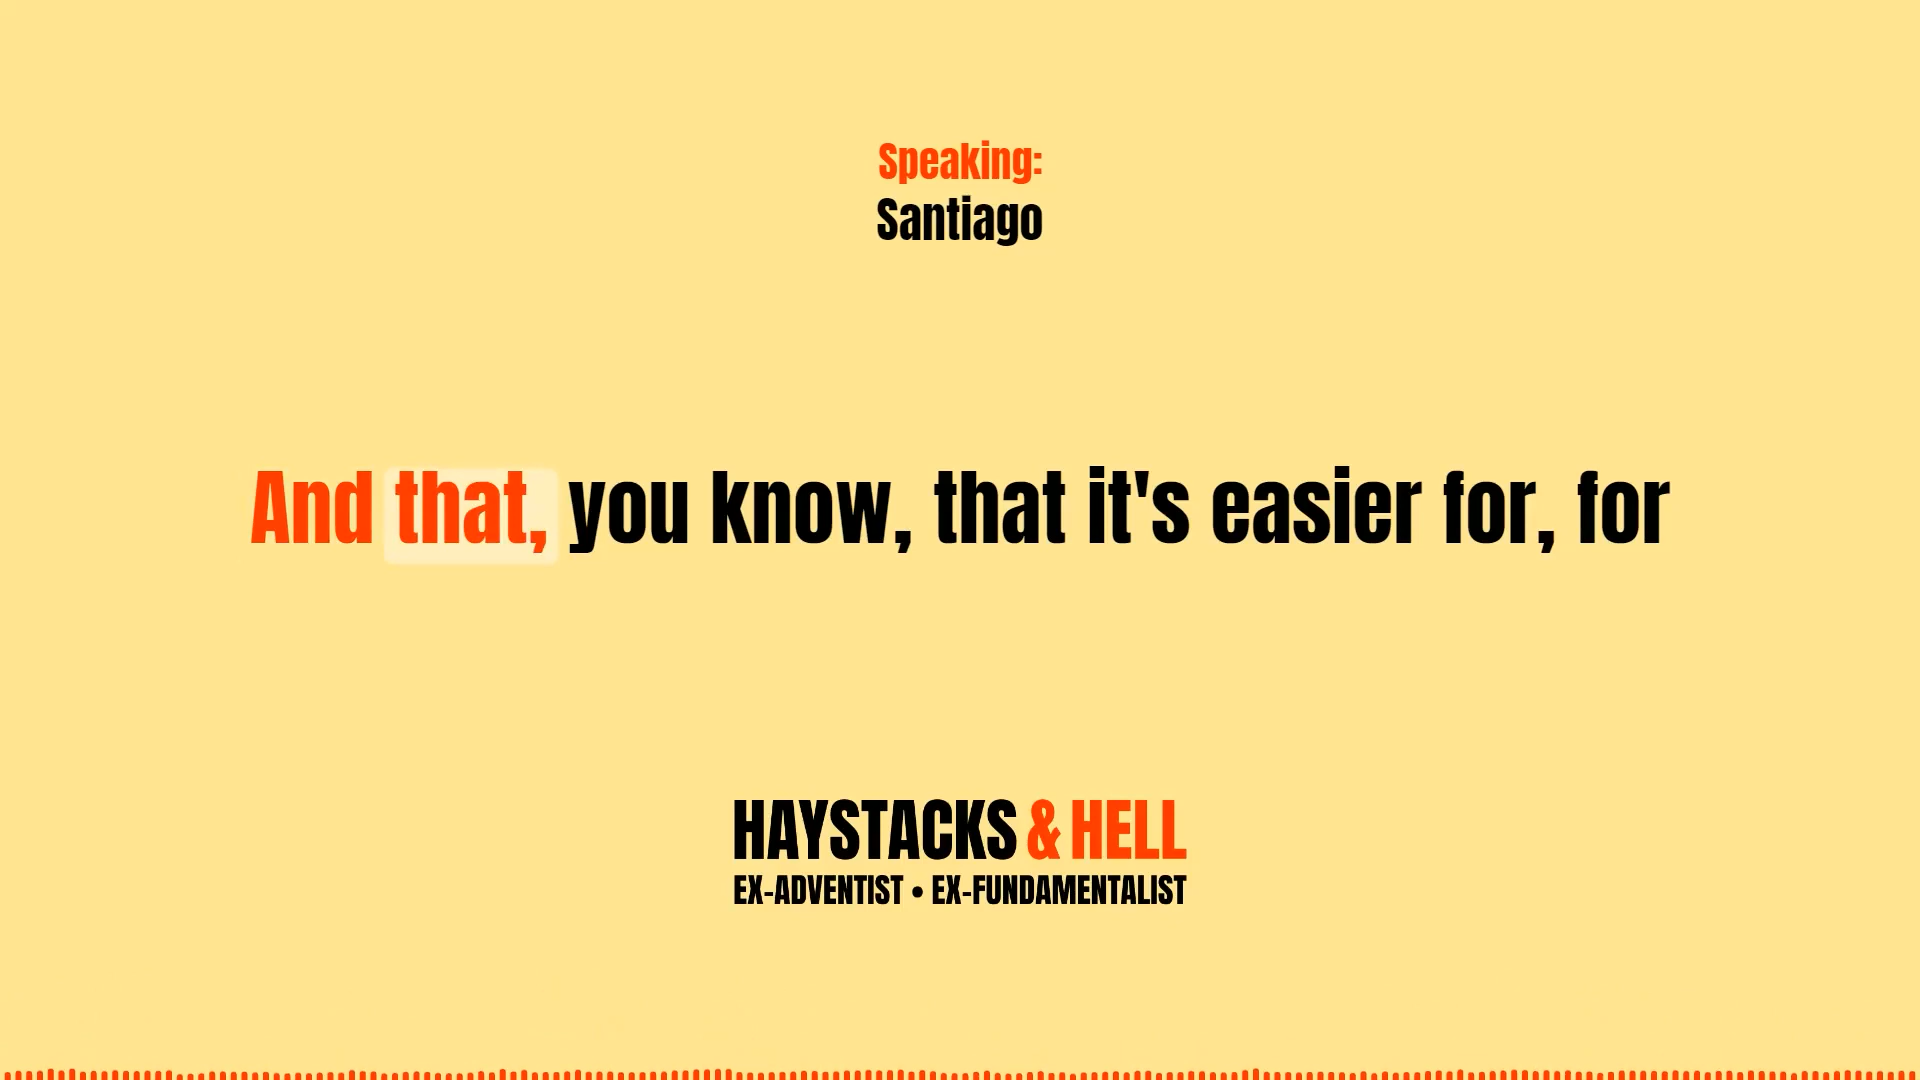 Speaking:
Santiago
And that, you know, that it's easier for, for
HAYSTACKS & HELL
EX-ADVENTIST • EX-FUNDAMENTALIST